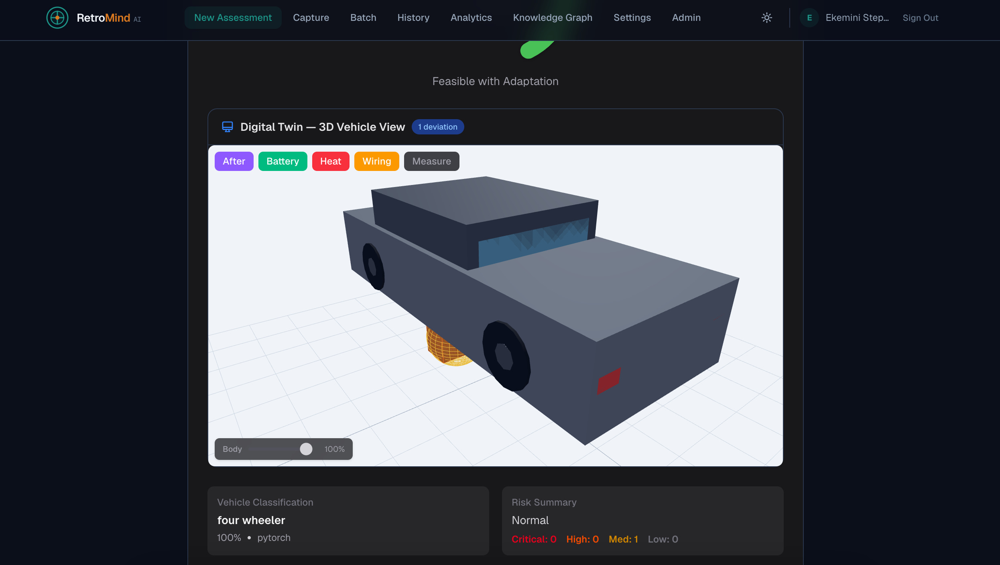 RetroMind AI
New Assessment Capture Batch History Analytics Knowledge Graph Settings Admin
E Ekemini Step... Sign Out
Feasible with Adaptation
Digital Twin — 3D Vehicle View 1 deviation
After Battery Heat Wiring Measure
Body 100%
Vehicle Classification
four wheeler
100% • pytorch
Risk Summary
Normal
Critical: 0 High: 0 Med: 1 Low: 0